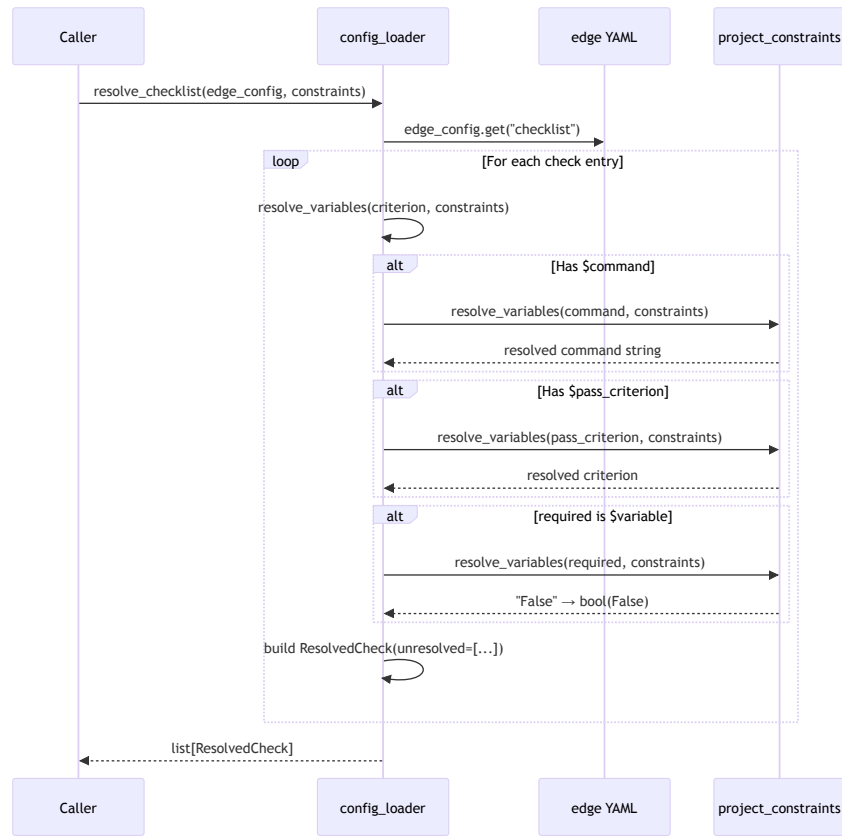 Caller
config_loader
edge YAML
project_constraints
resolve_checklist(edge_config, constraints)
edge_config.get("checklist")
loop
[For each check entry]
resolve_variables(criterion, constraints)
alt
[Has $command]
resolve_variables(command, constraints)
resolved command string
alt
[Has $pass_criterion]
resolve_variables(pass_criterion, constraints)
resolved criterion
alt
[required is $variable]
resolve_variables(required, constraints)
"False" → bool(False)
build ResolvedCheck(unresolved=[...])
list[ResolvedCheck]
Caller
config_loader
edge YAML
project_constraints